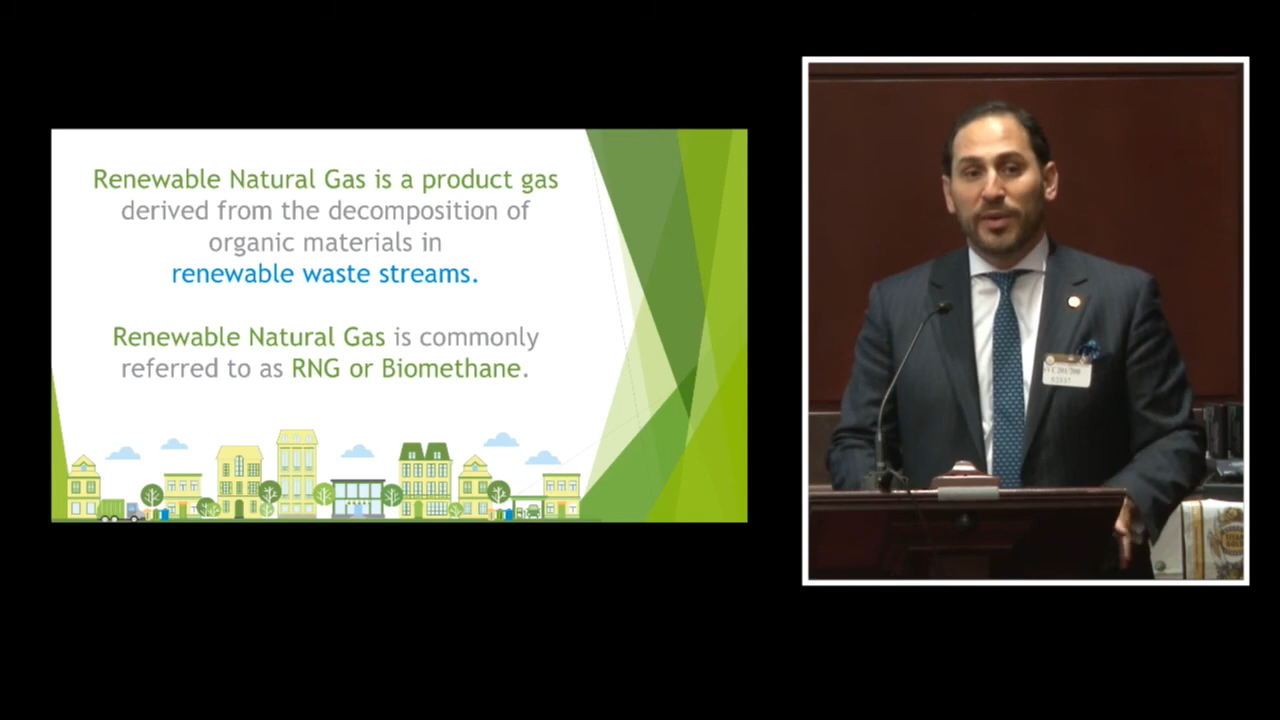 Renewable Natural Gas is a product gas
derived from the decomposition of
organic materials in
renewable waste streams.
Renewable Natural Gas is commonly
referred to as RNG or Biomethane.